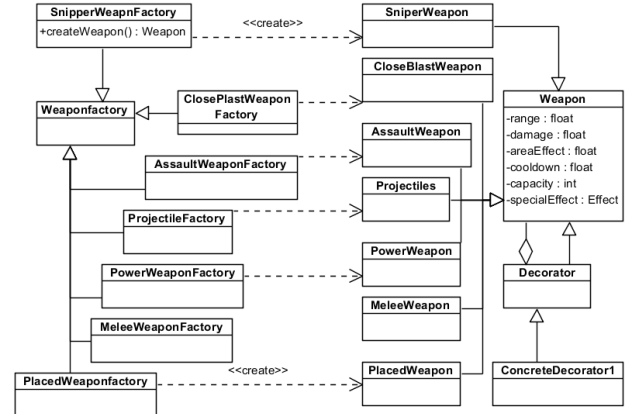 SnipperWeapnFactory
+createWeapon() : Weapon
<<create>>
SniperWeapon
CloseBlastWeapon
Weaponfactory
ClosePlastWeapon
Factory
Weapon
-range : float
-damage : float
-areaEffect : float
-cooldown : float
-capacity : int
-specialEffect : Effect
AssaultWeapon
AssaultWeaponFactory
Projectiles
ProjectileFactory
PowerWeapon
PowerWeaponFactory
Decorator
MeleeWeapon
MeleeWeaponFactory
<<create>>
PlacedWeapon
PlacedWeaponfactory
ConcreteDecorator1